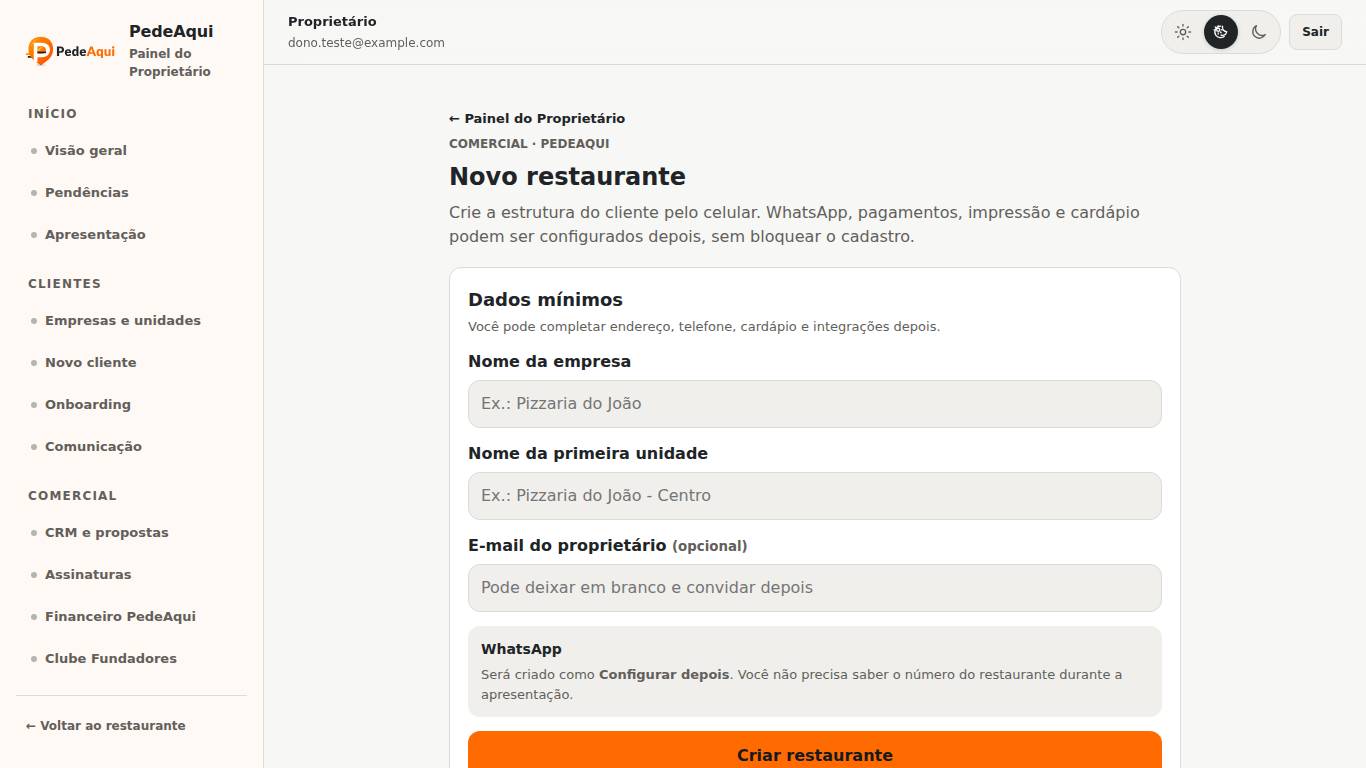 PedeAqui
PedeAqui
Painel do
Proprietário
INÍCIO
Visão geral
Pendências
Apresentação
CLIENTES
Empresas e unidades
Novo cliente
Onboarding
Comunicação
COMERCIAL
CRM e propostas
Assinaturas
Financeiro PedeAqui
Clube Fundadores
← Voltar ao restaurante
Proprietário
dono.teste@example.com
Sair
← Painel do Proprietário
COMERCIAL · PEDEAQUI
Novo restaurante
Crie a estrutura do cliente pelo celular. WhatsApp, pagamentos, impressão e cardápio
podem ser configurados depois, sem bloquear o cadastro.
Dados mínimos
Você pode completar endereço, telefone, cardápio e integrações depois.
Nome da empresa
Ex.: Pizzaria do João
Nome da primeira unidade
Ex.: Pizzaria do João - Centro
E-mail do proprietário (opcional)
Pode deixar em branco e convidar depois
WhatsApp
Será criado como Configurar depois. Você não precisa saber o número do restaurante durante a
apresentação.
Criar restaurante